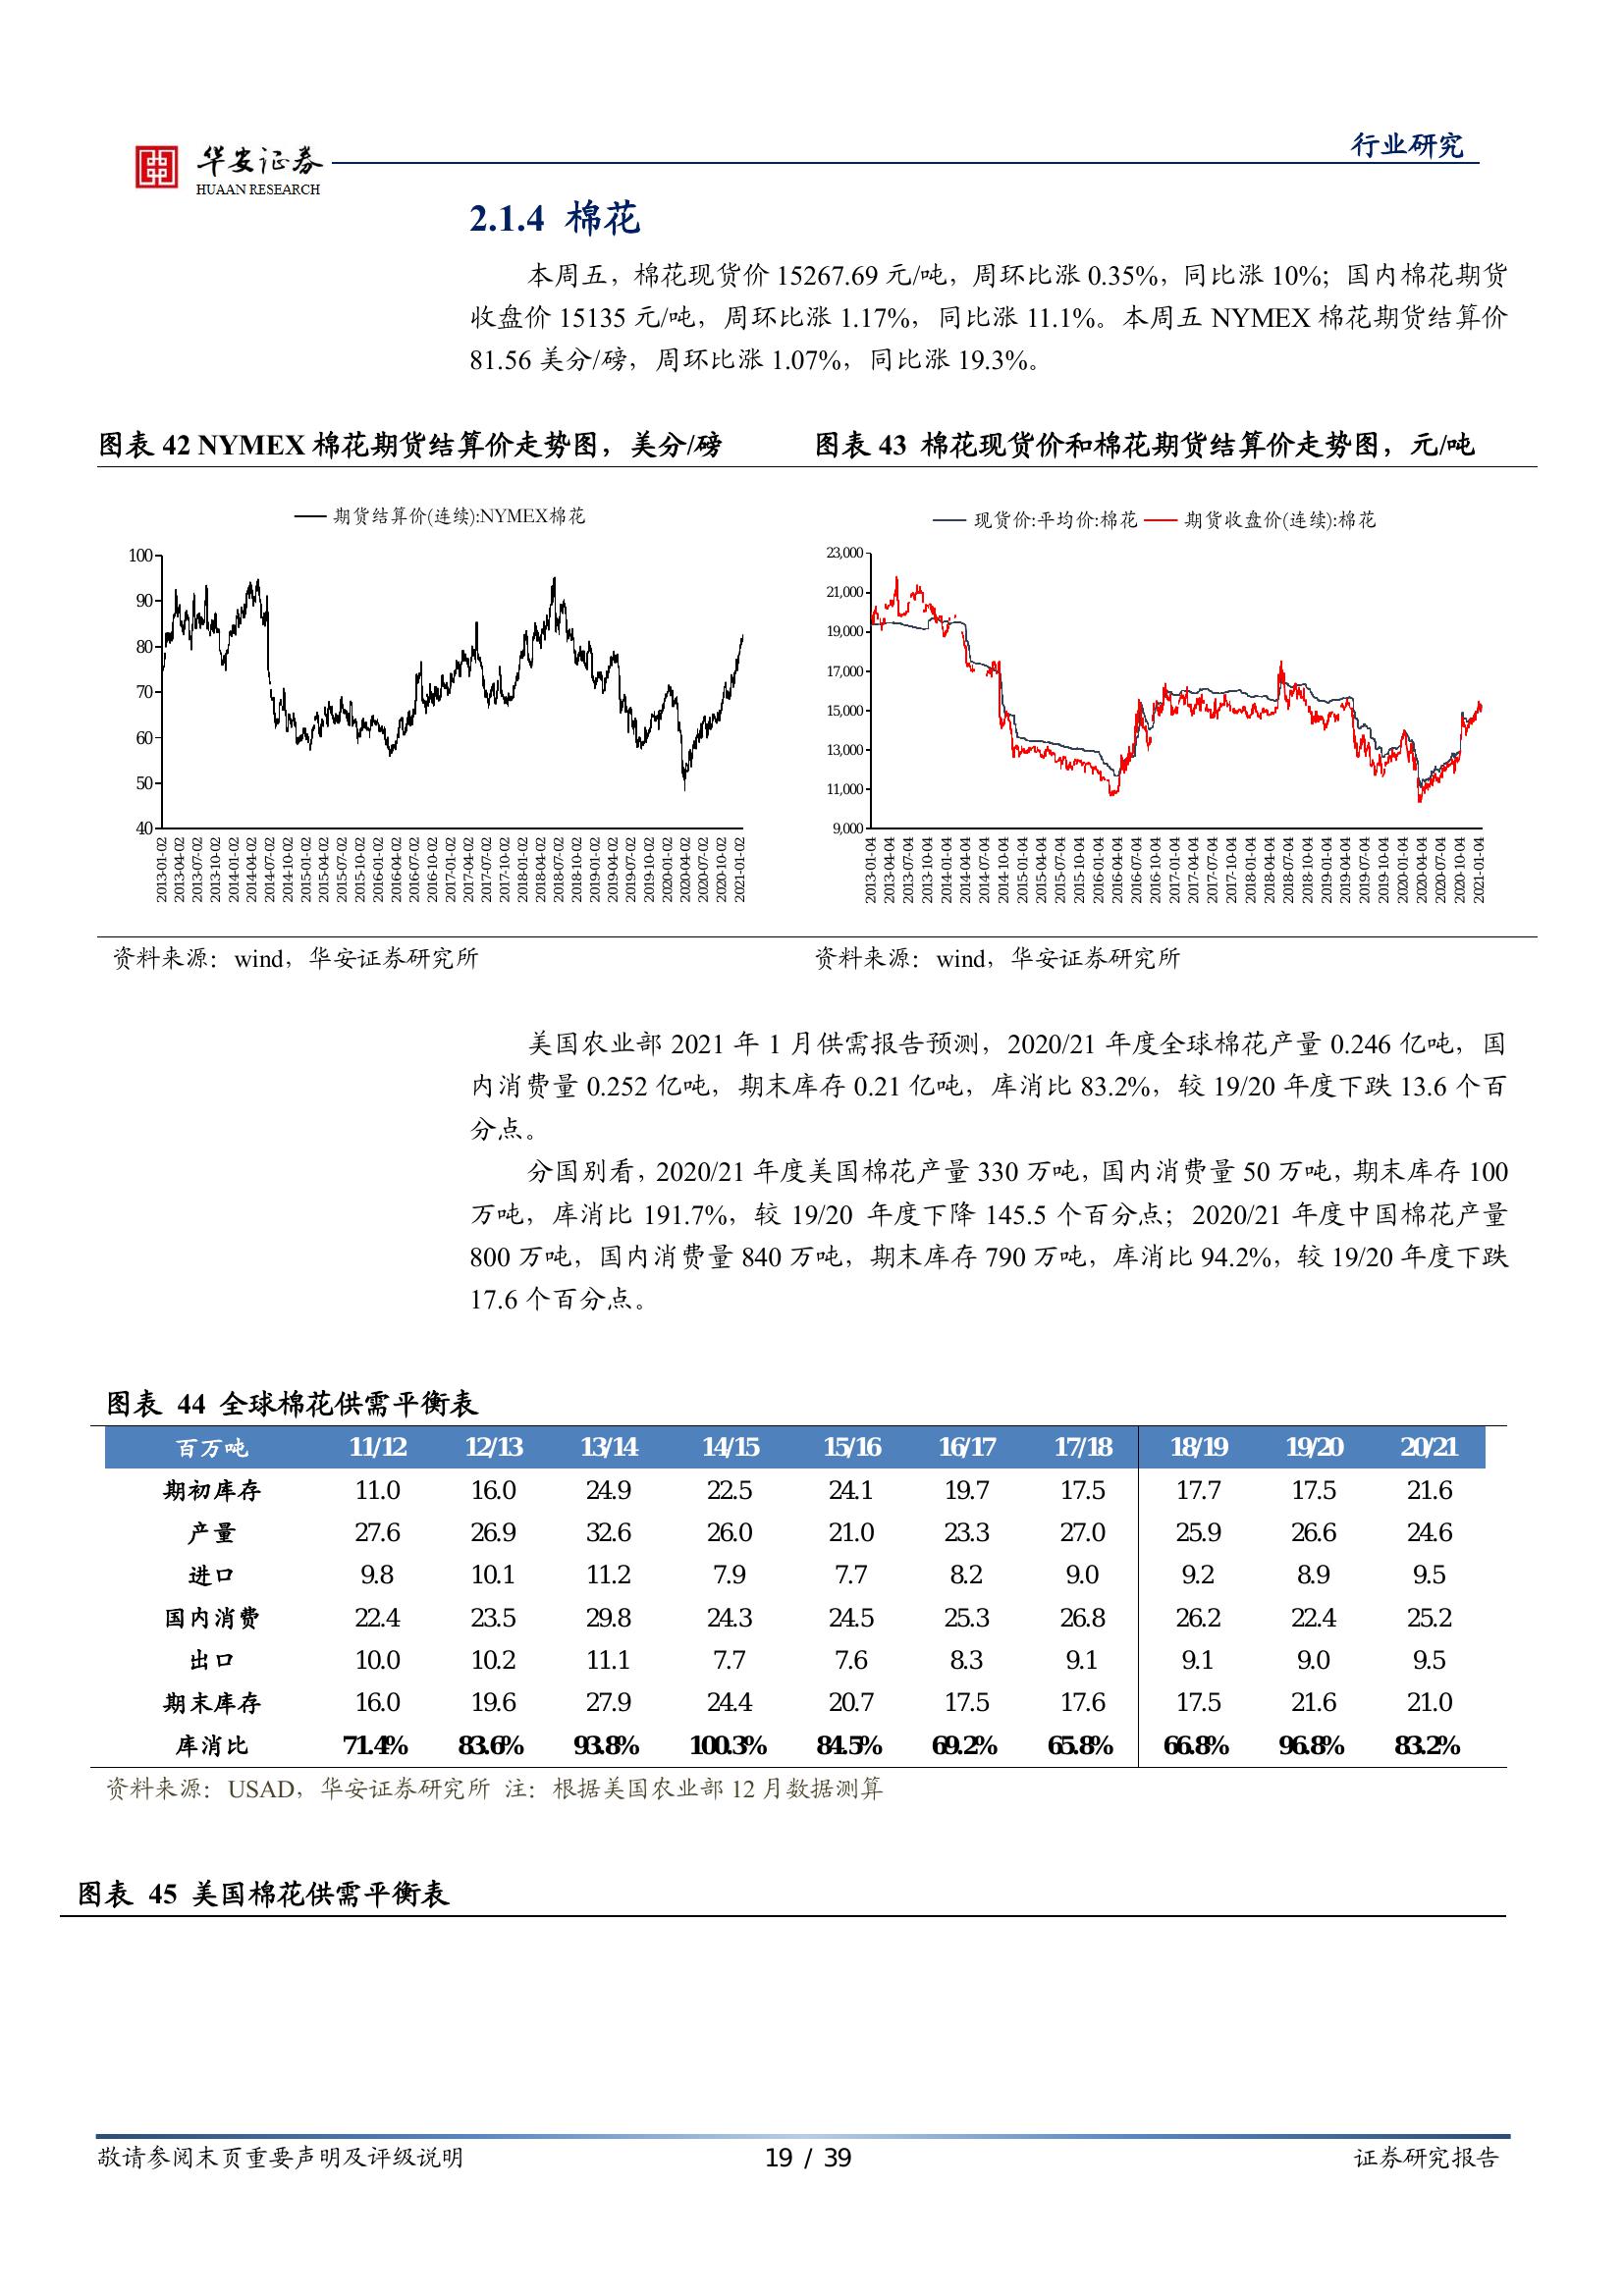 华安证券
HUAAN RESEARCH
行业研究
2.1.4 棉花
本周五，棉花现货价 15267.69 元/吨，周环比涨 0.35%，同比涨 10%；国内棉花期货
收盘价 15135 元/吨，周环比涨 1.17%，同比涨 11.1%。本周五 NYMEX 棉花期货结算价
81.56 美分/磅，周环比涨 1.07%，同比涨 19.3%。
图表 42 NYMEX 棉花期货结算价走势图，美分/磅
期货结算价(连续):NYMEX棉花
100
90
80
70
60
50
40
2013-01-02 2013-04-02 2013-07-02 2013-10-02 2014-01-02 2014-04-02 2014-07-02 2014-10-02 2015-01-02 2015-04-02 2015-07-02 2015-10-02 2016-01-02 2016-04-02 2016-07-02 2016-10-02 2017-01-02 2017-04-02 2017-07-02 2017-10-02 2018-01-02 2018-04-02 2018-07-02 2018-10-02 2019-01-02 2019-04-02 2019-07-02 2019-10-02 2020-01-02 2020-04-02 2020-07-02 2020-10-02 2021-01-02
资料来源：wind，华安证券研究所
图表 43 棉花现货价和棉花期货结算价走势图，元/吨
现货价:平均价:棉花 期货收盘价(连续):棉花
23,000
21,000
19,000
17,000
15,000
13,000
11,000
9,000
2013-01-04 2013-04-04 2013-07-04 2013-10-04 2014-01-04 2014-04-04 2014-07-04 2014-10-04 2015-01-04 2015-04-04 2015-07-04 2015-10-04 2016-01-04 2016-04-04 2016-07-04 2016-10-04 2017-01-04 2017-04-04 2017-07-04 2017-10-04 2018-01-04 2018-04-04 2018-07-04 2018-10-04 2019-01-04 2019-04-04 2019-07-04 2019-10-04 2020-01-04 2020-04-04 2020-07-04 2020-10-04 2021-01-04
资料来源：wind，华安证券研究所
美国农业部 2021 年 1 月供需报告预测，2020/21 年度全球棉花产量 0.246 亿吨，国
内消费量 0.252 亿吨，期末库存 0.21 亿吨，库消比 83.2%，较 19/20 年度下跌 13.6 个百
分点。
分国别看，2020/21 年度美国棉花产量 330 万吨，国内消费量 50 万吨，期末库存 100
万吨，库消比 191.7%，较 19/20 年度下降 145.5 个百分点；2020/21 年度中国棉花产量
800 万吨，国内消费量 840 万吨，期末库存 790 万吨，库消比 94.2%，较 19/20 年度下跌
17.6 个百分点。
图表 44 全球棉花供需平衡表
百万吨 11/12 12/13 13/14 14/15 15/16 16/17 17/18 18/19 19/20 20/21
期初库存 11.0 16.0 24.9 22.5 24.1 19.7 17.5 17.7 17.5 21.6
产量 27.6 26.9 32.6 26.0 21.0 23.3 27.0 25.9 26.6 24.6
进口 9.8 10.1 11.2 7.9 7.7 8.2 9.0 9.2 8.9 9.5
国内消费 22.4 23.5 29.8 24.3 24.5 25.3 26.8 26.2 22.4 25.2
出口 10.0 10.2 11.1 7.7 7.6 8.3 9.1 9.1 9.0 9.5
期末库存 16.0 19.6 27.9 24.4 20.7 17.5 17.6 17.5 21.6 21.0
库消比 71.4% 83.6% 93.8% 100.3% 84.5% 69.2% 65.8% 66.8% 96.8% 83.2%
资料来源：USAD，华安证券研究所 注：根据美国农业部 12 月数据测算
图表 45 美国棉花供需平衡表
敬请参阅末页重要声明及评级说明
19 / 39
证券研究报告